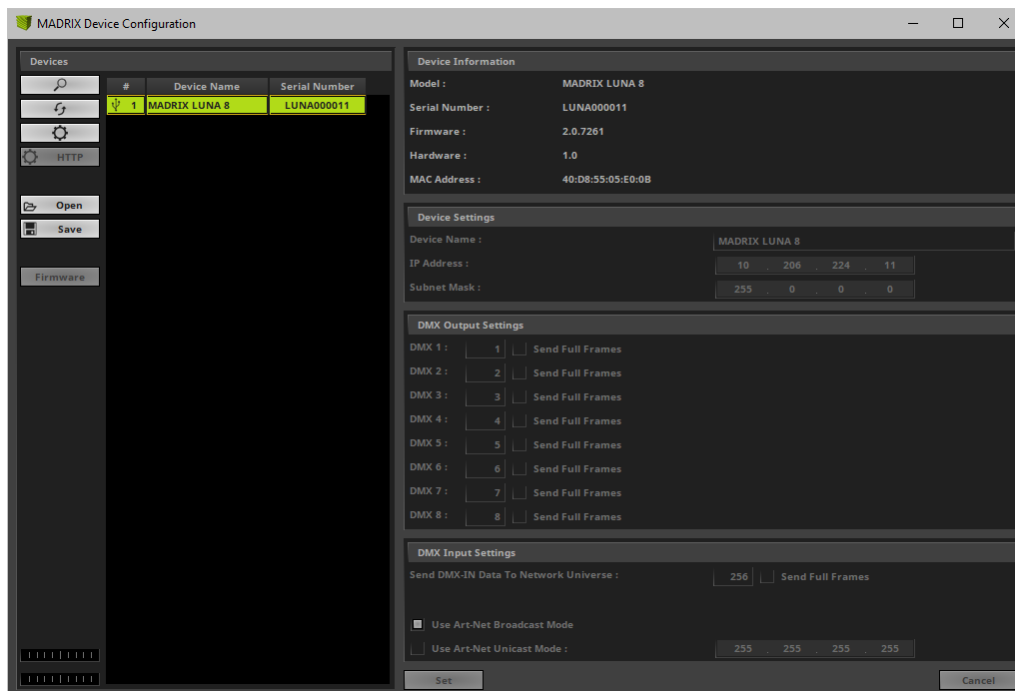 MADRIX Device Configuration
Devices
HTTP
Open
Save
Firmware
# Device Name Serial Number
1 MADRIX LUNA 8 LUNA000011
Device Information
Model : MADRIX LUNA 8
Serial Number : LUNA000011
Firmware : 2.0.7261
Hardware : 1.0
MAC Address : 40:D8:55:05:E0:0B
Device Settings
Device Name : MADRIX LUNA 8
IP Address : 10 . 206 . 224 . 11
Subnet Mask : 255 . 0 . 0 . 0
DMX Output Settings
DMX 1 : 1 Send Full Frames
DMX 2 : 2 Send Full Frames
DMX 3 : 3 Send Full Frames
DMX 4 : 4 Send Full Frames
DMX 5 : 5 Send Full Frames
DMX 6 : 6 Send Full Frames
DMX 7 : 7 Send Full Frames
DMX 8 : 8 Send Full Frames
DMX Input Settings
Send DMX-IN Data To Network Universe : 256 Send Full Frames
Use Art-Net Broadcast Mode
Use Art-Net Unicast Mode : 255 . 255 . 255 . 255
Set Cancel